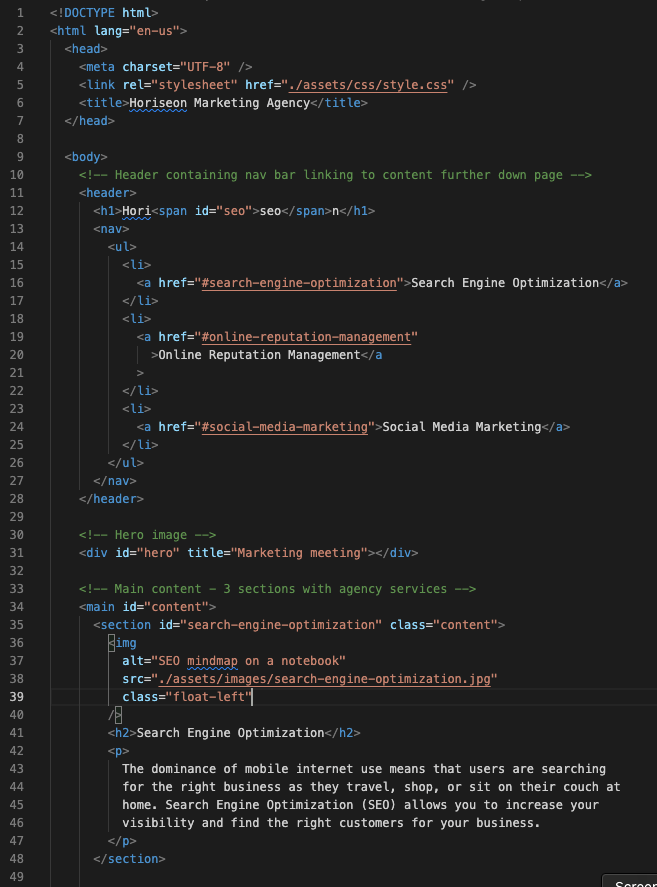 1 <!DOCTYPE html>
2 <html lang="en-us">
3   <head>
4     <meta charset="UTF-8" />
5     <link rel="stylesheet" href="./assets/css/style.css" />
6     <title>Horiseon Marketing Agency</title>
7   </head>
8
9   <body>
10     <!-- Header containing nav bar linking to content further down page -->
11     <header>
12       <h1>Hori<span id="seo">seo</span>n</h1>
13       <nav>
14         <ul>
15           <li>
16             <a href="#search-engine-optimization">Search Engine Optimization</a>
17           </li>
18           <li>
19             <a href="#online-reputation-management"
20               >Online Reputation Management</a
21             >
22           </li>
23           <li>
24             <a href="#social-media-marketing">Social Media Marketing</a>
25           </li>
26         </ul>
27       </nav>
28     </header>
29
30     <!-- Hero image -->
31     <div id="hero" title="Marketing meeting"></div>
32
33     <!-- Main content - 3 sections with agency services -->
34     <main id="content">
35       <section id="search-engine-optimization" class="content">
36         <img
37           alt="SEO mindmap on a notebook"
38           src="./assets/images/search-engine-optimization.jpg"
39           class="float-left"
40         />
41         <h2>Search Engine Optimization</h2>
42         <p>
43           The dominance of mobile internet use means that users are searching
44           for the right business as they travel, shop, or sit on their couch at
45           home. Search Engine Optimization (SEO) allows you to increase your
46           visibility and find the right customers for your business.
47         </p>
48       </section>
49